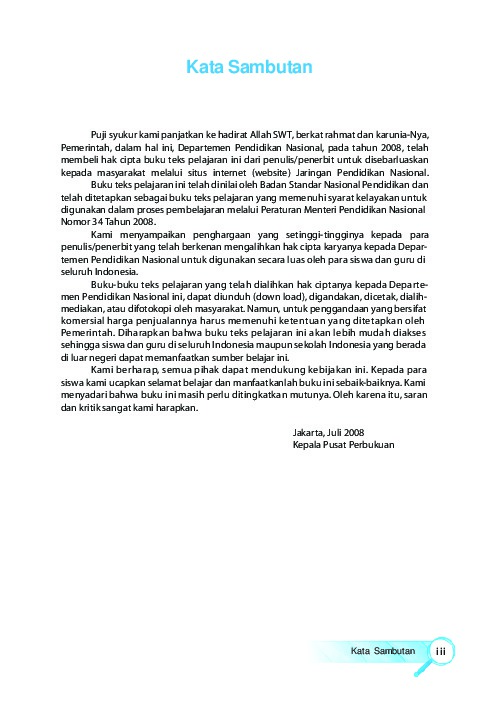 Kata Sambutan
Puji syukur kami panjatkan ke hadirat Allah SWT, berkat rahmat dan karunia-Nya,
Pemerintah, dalam hal ini, Departemen Pendidikan Nasional, pada tahun 2008, telah
membeli hak cipta buku teks pelajaran ini dari penulis/penerbit untuk disebarluaskan
kepada masyarakat melalui situs internet (website) Jaringan Pendidikan Nasional.
Buku teks pelajaran ini telah dinilai oleh Badan Standar Nasional Pendidikan dan
telah ditetapkan sebagai buku teks pelajaran yang memenuhi syarat kelayakan untuk
digunakan dalam proses pembelajaran melalui Peraturan Menteri Pendidikan Nasional
Nomor 34 Tahun 2008.
Kami menyampaikan penghargaan yang setinggi-tingginya kepada para
penulis/penerbit yang telah berkenan mengalihkan hak cipta karyanya kepada Depar-
temen Pendidikan Nasional untuk digunakan secara luas oleh para siswa dan guru di
seluruh Indonesia.
Buku-buku teks pelajaran yang telah dialihkan hak ciptanya kepada Departe-
men Pendidikan Nasional ini, dapat diunduh (down load), digandakan, dicetak, dialih-
mediakan, atau difotokopi oleh masyarakat. Namun, untuk penggandaan yang bersifat
komersial harga penjualannya harus memenuhi ketentuan yang ditetapkan oleh
Pemerintah. Diharapkan bahwa buku teks pelajaran ini akan lebih mudah diakses
sehingga siswa dan guru di seluruh Indonesia maupun sekolah Indonesia yang berada
di luar negeri dapat memanfaatkan sumber belajar ini.
Kami berharap, semua pihak dapat mendukung kebijakan ini. Kepada para
siswa kami ucapkan selamat belajar dan manfaatkanlah buku ini sebaik-baiknya. Kami
menyadari bahwa buku ini masih perlu ditingkatkan mutunya. Oleh karena itu, saran
dan kritik sangat kami harapkan.
Jakarta, Juli 2008
Kepala Pusat Perbukuan
Kata Sambutan iii